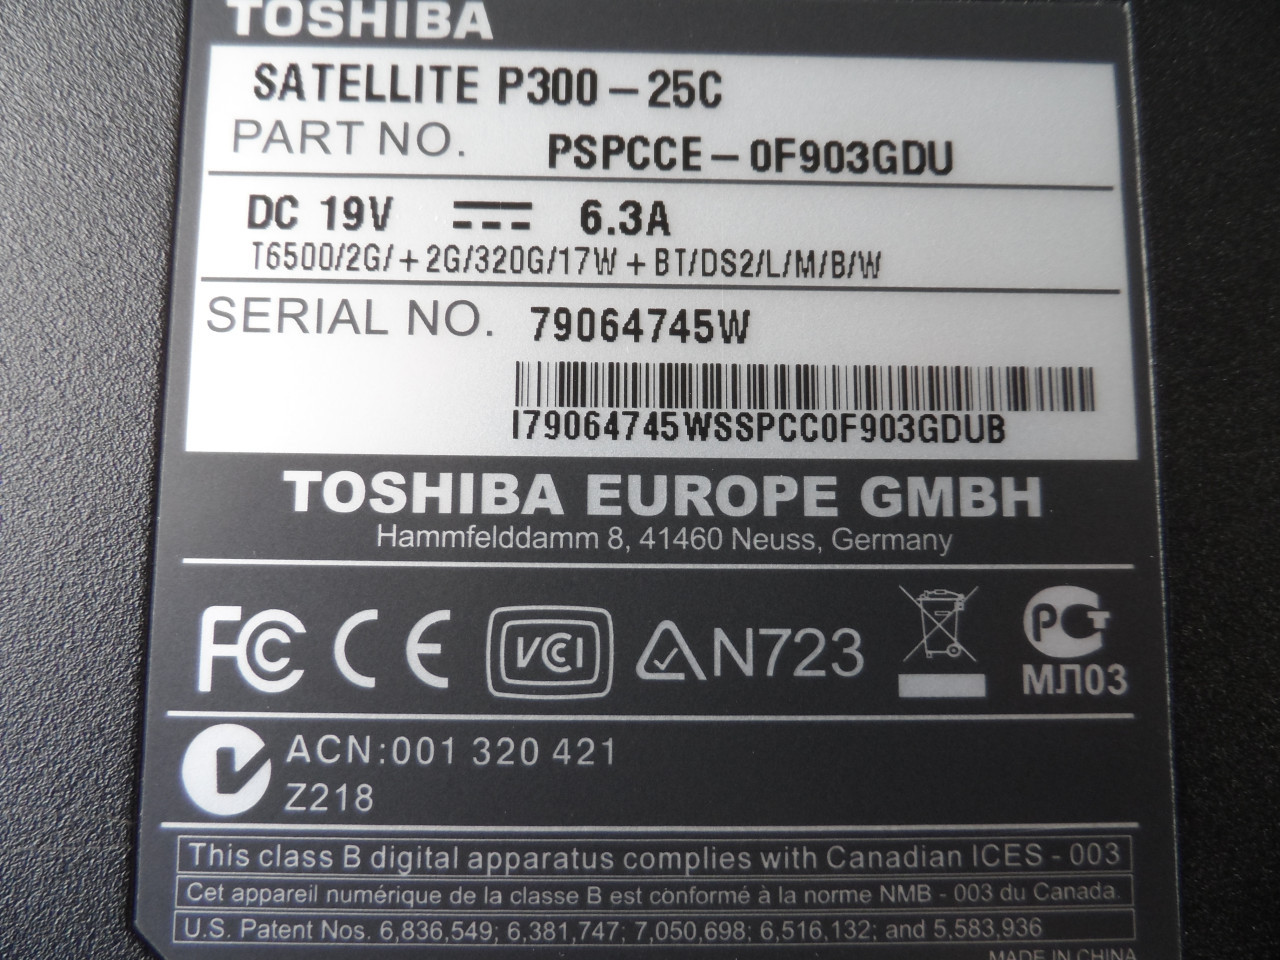 TOSHIBA
SATELLITE P300-25C
PART NO. PSPCCE-0F903GDU
DC 19V 6.3A
T6500/2G/+2G/320G/17W+BT/DS2/L/M/B/W
SERIAL NO. 79064745W
I79064745WSSPCC0F903GDUB
TOSHIBA EUROPE GMBH
Hammfelddamm 8, 41460 Neuss, Germany
FC CE VCCI N723 PCT
МЛ03
ACN:001 320 421
Z218
This class B digital apparatus complies with Canadian ICES - 003
Cet appareil numérique de la classe B est conformé à la norme NMB - 003 du Canada.
U.S. Patent Nos. 6,836,549; 6,381,747; 7,050,698; 6,516,132; and 5,583,936
MADE IN CHINA